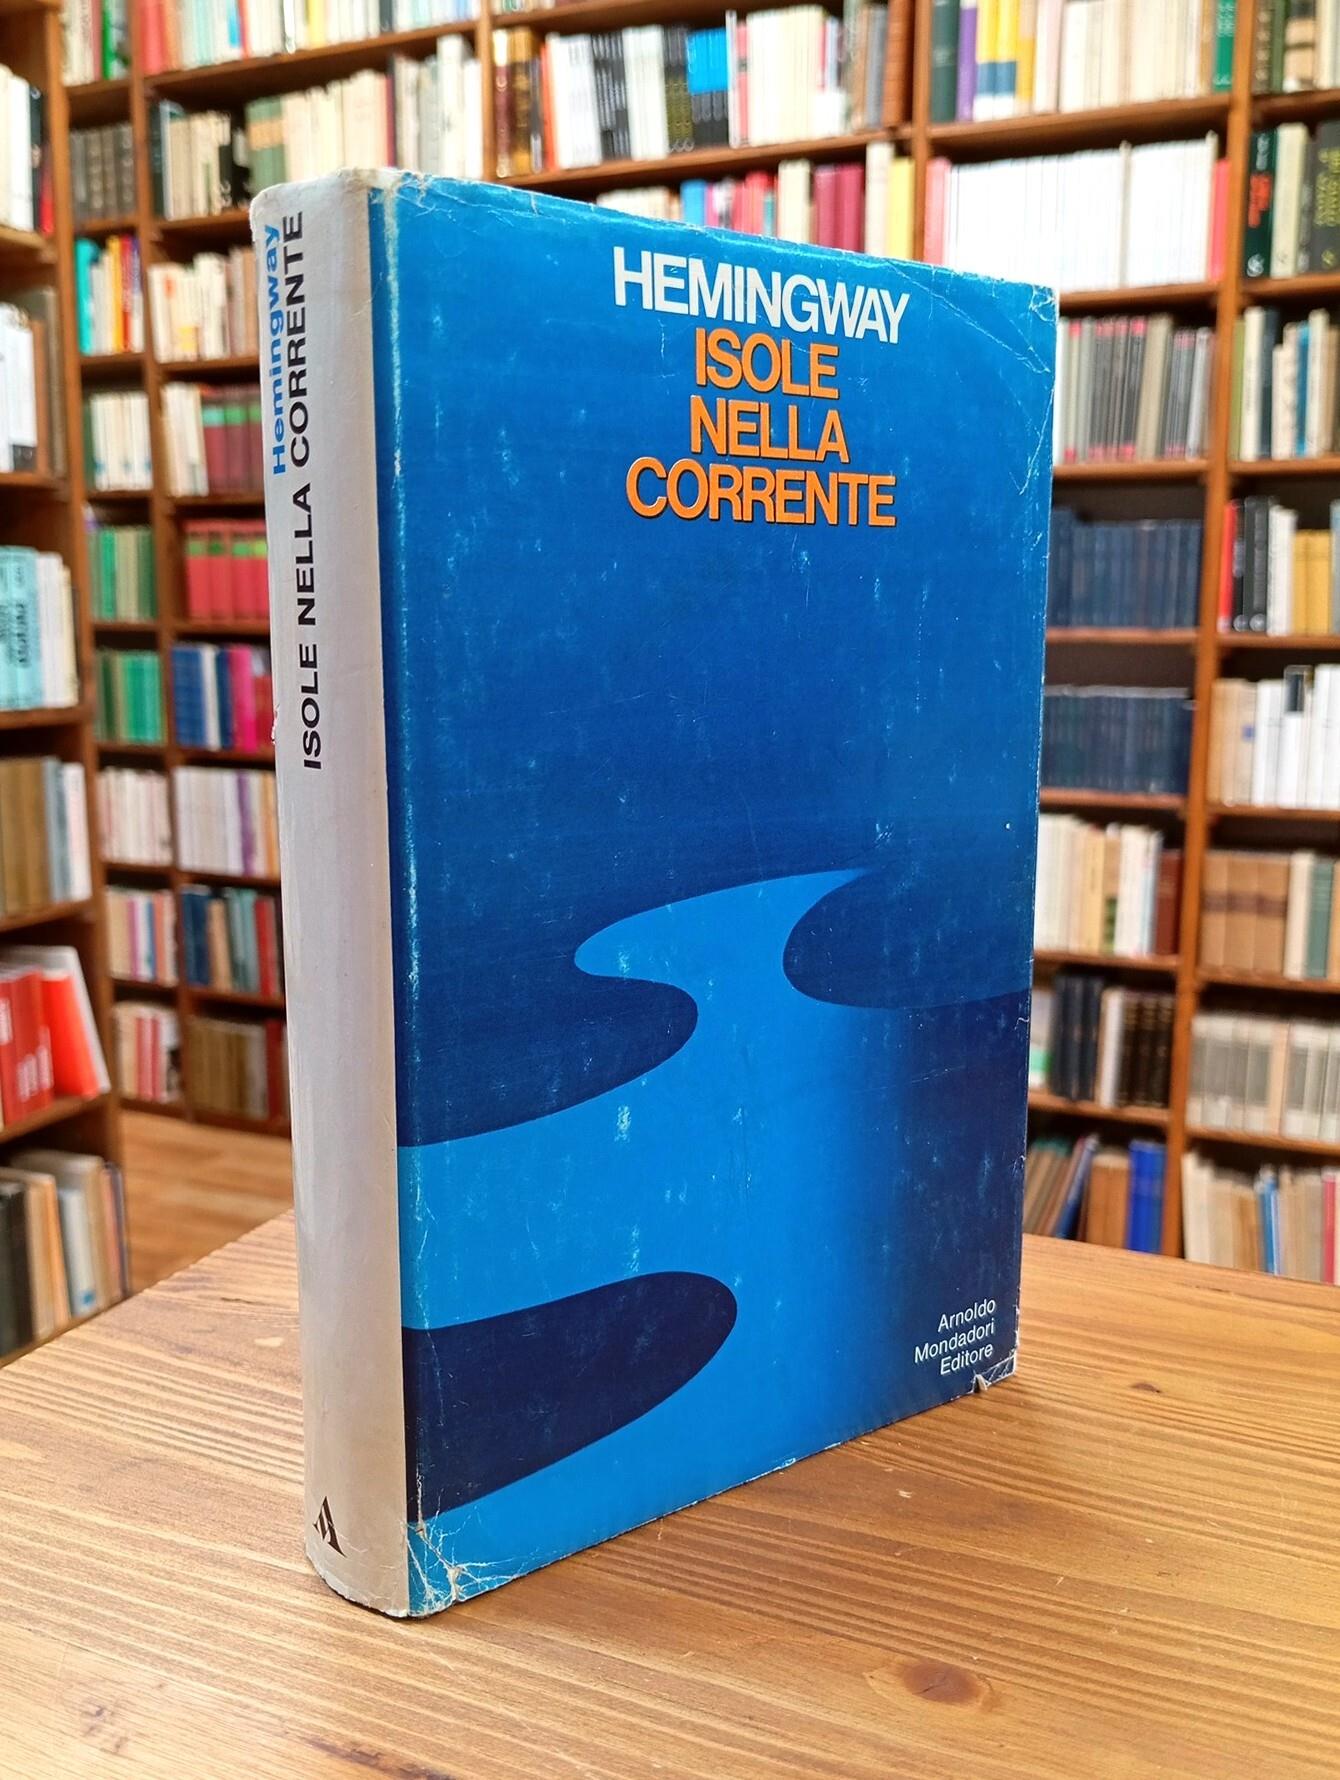 Hemingway
ISOLE NELLA CORRENTE
HEMINGWAY
ISOLE
NELLA
CORRENTE
Arnoldo
Mondadori
Editore